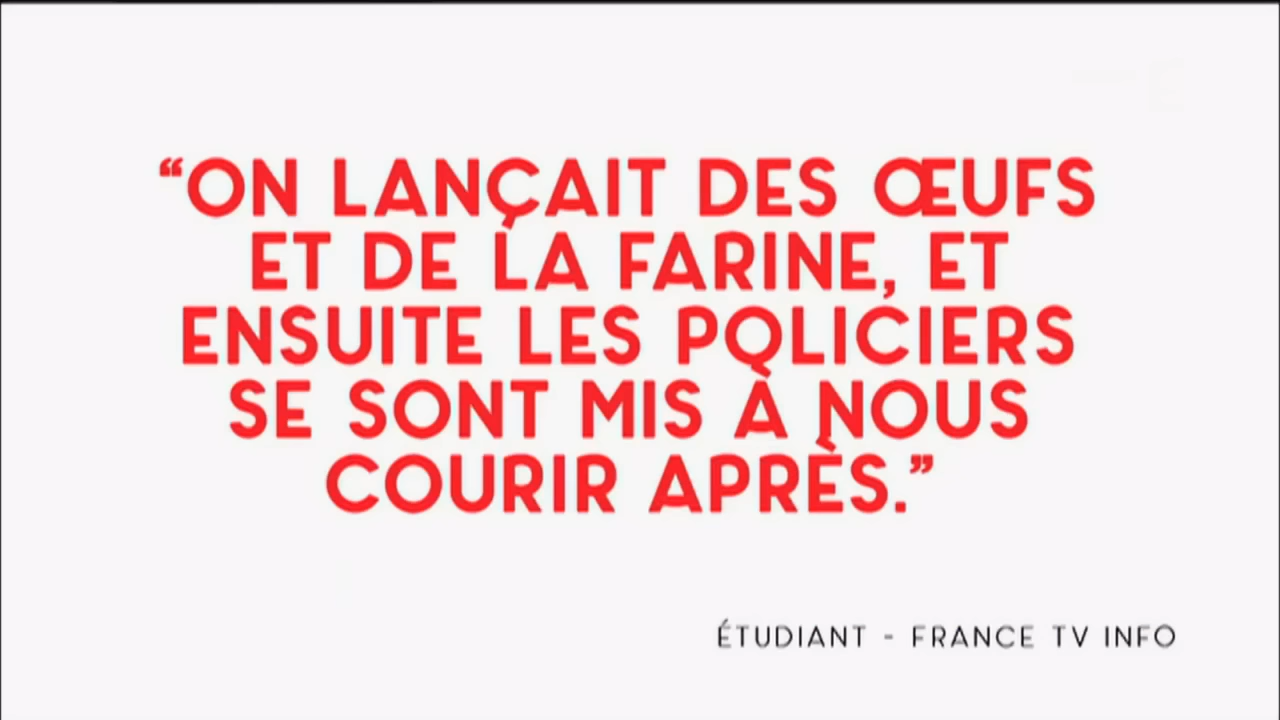 “ON LANÇAIT DES ŒUFS
ET DE LA FARINE, ET
ENSUITE LES POLICIERS
SE SONT MIS À NOUS
COURIR APRÈS.”
ÉTUDIANT - FRANCE TV INFO